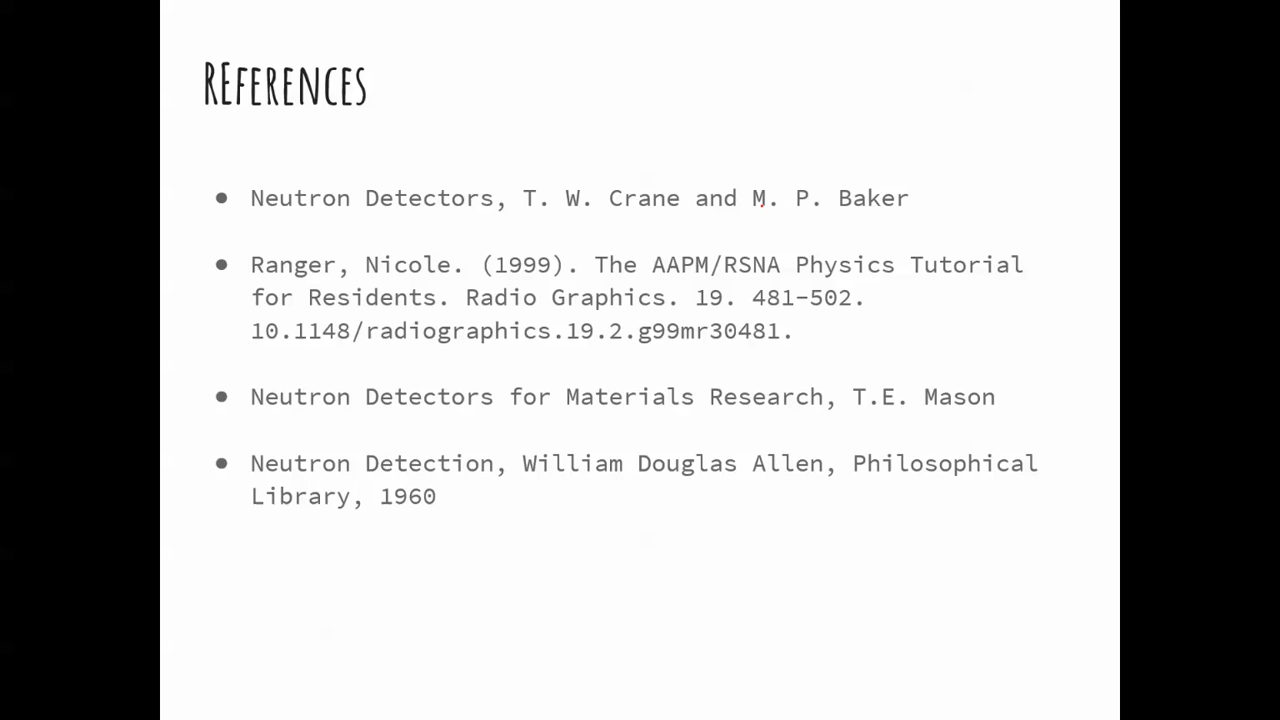 REferences
● Neutron Detectors, T. W. Crane and M. P. Baker
● Ranger, Nicole. (1999). The AAPM/RSNA Physics Tutorial
for Residents. Radio Graphics. 19. 481-502.
10.1148/radiographics.19.2.g99mr30481.
● Neutron Detectors for Materials Research, T.E. Mason
● Neutron Detection, William Douglas Allen, Philosophical
Library, 1960